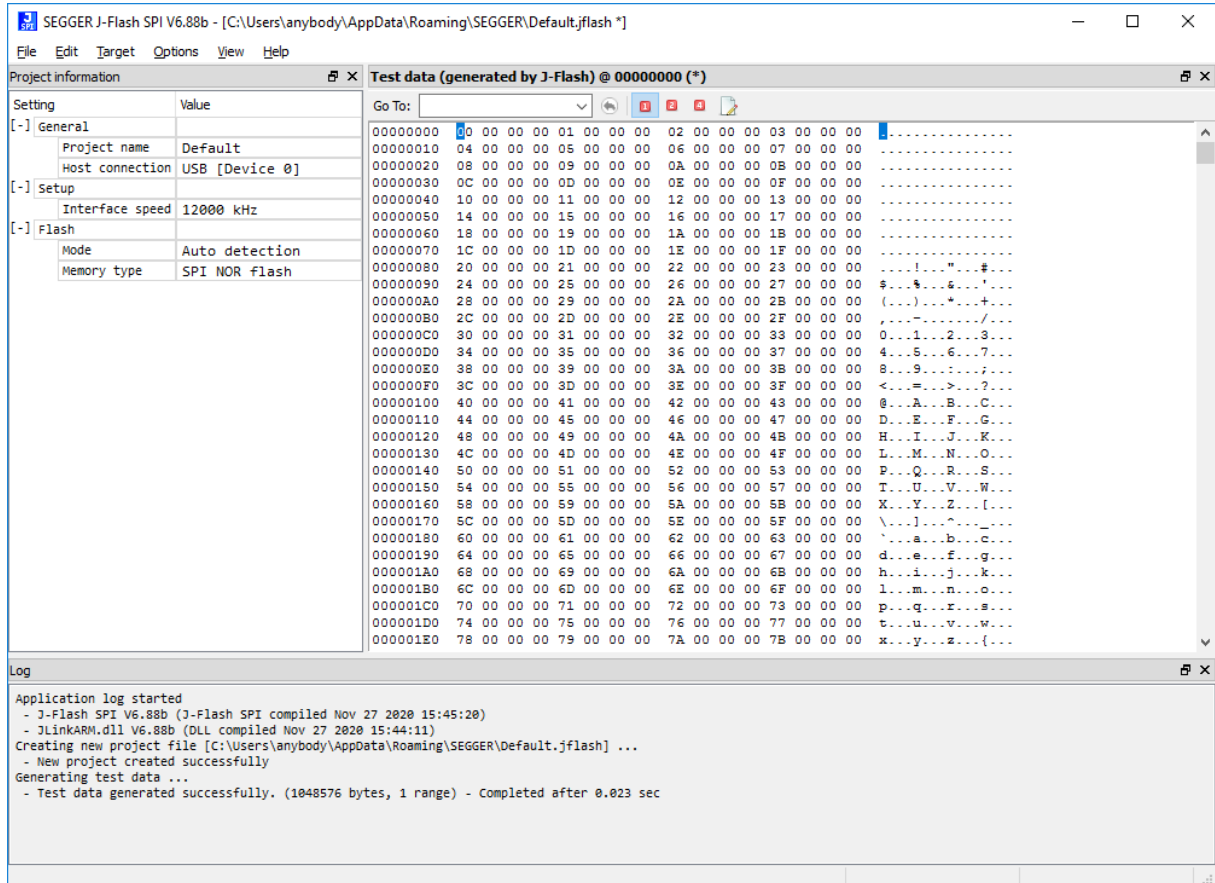 SEGGER J-Flash SPI V6.88b - [C:\Users\anybody\AppData\Roaming\SEGGER\Default.jflash *]
File Edit Target Options View Help
Project information
Setting Value
[-] General
Project name Default
Host connection USB [Device 0]
[-] Setup
Interface speed 12000 kHz
[-] Flash
Mode Auto detection
Memory type SPI NOR flash
Test data (generated by J-Flash) @ 00000000 (*)
Go To: 1 2 4
00000000 00 00 00 00 01 00 00 00 02 00 00 00 03 00 00 00 ................
00000010 04 00 00 00 05 00 00 00 06 00 00 00 07 00 00 00 ................
00000020 08 00 00 00 09 00 00 00 0A 00 00 00 0B 00 00 00 ................
00000030 0C 00 00 00 0D 00 00 00 0E 00 00 00 0F 00 00 00 ................
00000040 10 00 00 00 11 00 00 00 12 00 00 00 13 00 00 00 ................
00000050 14 00 00 00 15 00 00 00 16 00 00 00 17 00 00 00 ................
00000060 18 00 00 00 19 00 00 00 1A 00 00 00 1B 00 00 00 ................
00000070 1C 00 00 00 1D 00 00 00 1E 00 00 00 1F 00 00 00 ................
00000080 20 00 00 00 21 00 00 00 22 00 00 00 23 00 00 00 ....!..."...#...
00000090 24 00 00 00 25 00 00 00 26 00 00 00 27 00 00 00 $...%...&...'...
000000A0 28 00 00 00 29 00 00 00 2A 00 00 00 2B 00 00 00 (...)...*...+...
000000B0 2C 00 00 00 2D 00 00 00 2E 00 00 00 2F 00 00 00 ,...-......./...
000000C0 30 00 00 00 31 00 00 00 32 00 00 00 33 00 00 00 0...1...2...3...
000000D0 34 00 00 00 35 00 00 00 36 00 00 00 37 00 00 00 4...5...6...7...
000000E0 38 00 00 00 39 00 00 00 3A 00 00 00 3B 00 00 00 8...9...:...;...
000000F0 3C 00 00 00 3D 00 00 00 3E 00 00 00 3F 00 00 00 <...=...>...?...
00000100 40 00 00 00 41 00 00 00 42 00 00 00 43 00 00 00 @...A...B...C...
00000110 44 00 00 00 45 00 00 00 46 00 00 00 47 00 00 00 D...E...F...G...
00000120 48 00 00 00 49 00 00 00 4A 00 00 00 4B 00 00 00 H...I...J...K...
00000130 4C 00 00 00 4D 00 00 00 4E 00 00 00 4F 00 00 00 L...M...N...O...
00000140 50 00 00 00 51 00 00 00 52 00 00 00 53 00 00 00 P...Q...R...S...
00000150 54 00 00 00 55 00 00 00 56 00 00 00 57 00 00 00 T...U...V...W...
00000160 58 00 00 00 59 00 00 00 5A 00 00 00 5B 00 00 00 X...Y...Z...[...
00000170 5C 00 00 00 5D 00 00 00 5E 00 00 00 5F 00 00 00 \...]...^..._...
00000180 60 00 00 00 61 00 00 00 62 00 00 00 63 00 00 00 `...a...b...c...
00000190 64 00 00 00 65 00 00 00 66 00 00 00 67 00 00 00 d...e...f...g...
000001A0 68 00 00 00 69 00 00 00 6A 00 00 00 6B 00 00 00 h...i...j...k...
000001B0 6C 00 00 00 6D 00 00 00 6E 00 00 00 6F 00 00 00 l...m...n...o...
000001C0 70 00 00 00 71 00 00 00 72 00 00 00 73 00 00 00 p...q...r...s...
000001D0 74 00 00 00 75 00 00 00 76 00 00 00 77 00 00 00 t...u...v...w...
000001E0 78 00 00 00 79 00 00 00 7A 00 00 00 7B 00 00 00 x...y...z...{...
Log
Application log started
- J-Flash SPI V6.88b (J-Flash SPI compiled Nov 27 2020 15:45:20)
- JLinkARM.dll V6.88b (DLL compiled Nov 27 2020 15:44:11)
Creating new project file [C:\Users\anybody\AppData\Roaming\SEGGER\Default.jflash] ...
- New project created successfully
Generating test data ...
- Test data generated successfully. (1048576 bytes, 1 range) - Completed after 0.023 sec